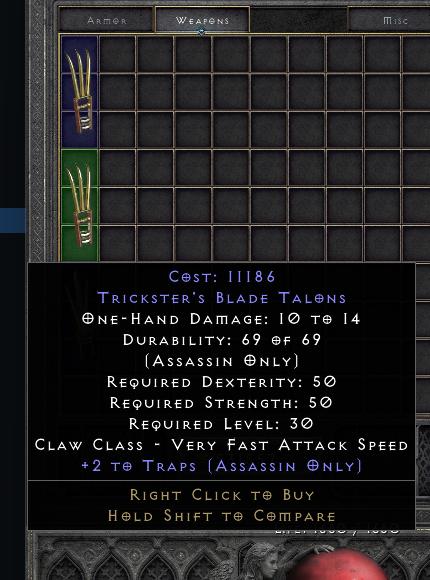 Armor
Weapons
Misc
Cost: 11186
Trickster's Blade Talons
One-Hand Damage: 10 to 14
Durability: 69 of 69
(Assassin Only)
Required Dexterity: 50
Required Strength: 50
Required Level: 30
Claw Class - Very Fast Attack Speed
+2 to Traps (Assassin Only)
Right Click to Buy
Hold Shift to Compare